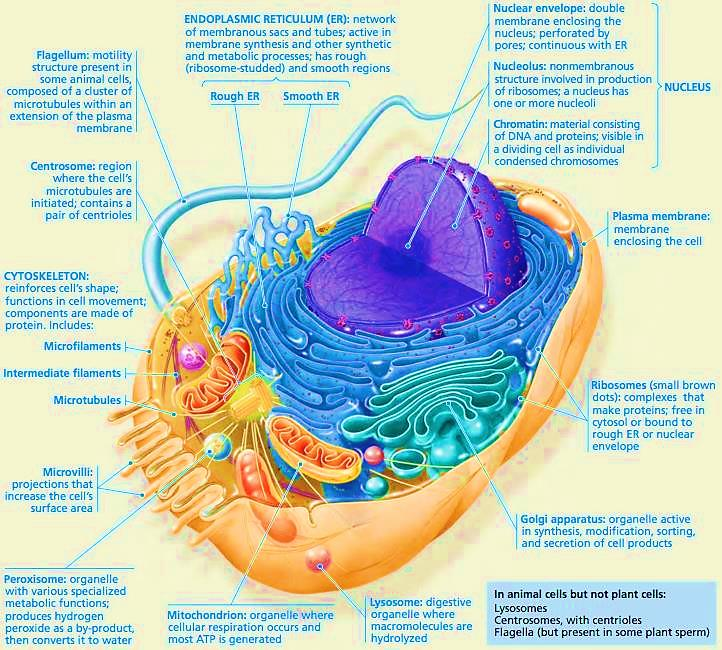 ENDOPLASMIC RETICULUM (ER): network
of membranous sacs and tubes; active in
membrane synthesis and other synthetic
and metabolic processes; has rough
(ribosome-studded) and smooth regions
Rough ER
Smooth ER
Nuclear envelope: double
membrane enclosing the
nucleus; perforated by
pores; continuous with ER
Nucleolus: nonmembranous
structure involved in production
of ribosomes; a nucleus has
one or more nucleoli
Chromatin: material consisting
of DNA and proteins; visible in
a dividing cell as individual
condensed chromosomes
NUCLEUS
Flagellum: motility
structure present in
some animal cells,
composed of a cluster of
microtubules within an
extension of the plasma
membrane
Centrosome: region
where the cell's
microtubules are
initiated; contains a
pair of centrioles
CYTOSKELETON:
reinforces cell's shape;
functions in cell movement;
components are made of
protein. Includes:
Microfilaments
Intermediate filaments
Microtubules
Microvilli:
projections that
increase the cell's
surface area
Peroxisome: organelle
with various specialized
metabolic functions;
produces hydrogen
peroxide as a by-product,
then converts it to water
Mitochondrion: organelle where
cellular respiration occurs and
most ATP is generated
Lysosome: digestive
organelle where
macromolecules are
hydrolyzed
Plasma membrane:
membrane
enclosing the cell
Ribosomes (small brown
dots): complexes that
make proteins; free in
cytosol or bound to
rough ER or nuclear
envelope
Golgi apparatus: organelle active
in synthesis, modification, sorting,
and secretion of cell products
In animal cells but not plant cells:
Lysosomes
Centrosomes, with centrioles
Flagella (but present in some plant sperm)